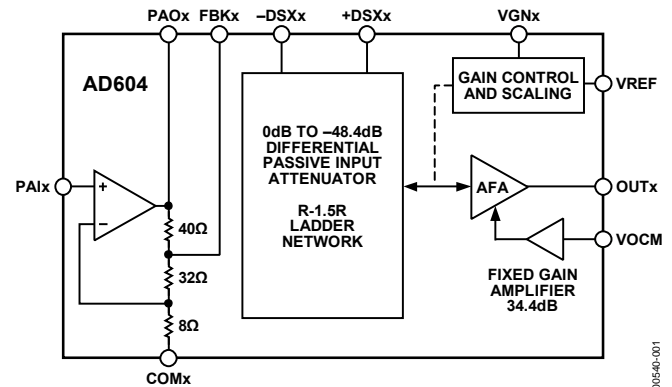 PAOx FBKx –DSXx +DSXx VGNx
AD604
GAIN CONTROL
AND SCALING
VREF
0dB TO –48.4dB
DIFFERENTIAL
PASSIVE INPUT
ATTENUATOR
R-1.5R
LADDER
NETWORK
PAIx
+
–
AFA
OUTx
VOCM
40Ω
32Ω
8Ω
FIXED GAIN
AMPLIFIER
34.4dB
COMx
00540-001